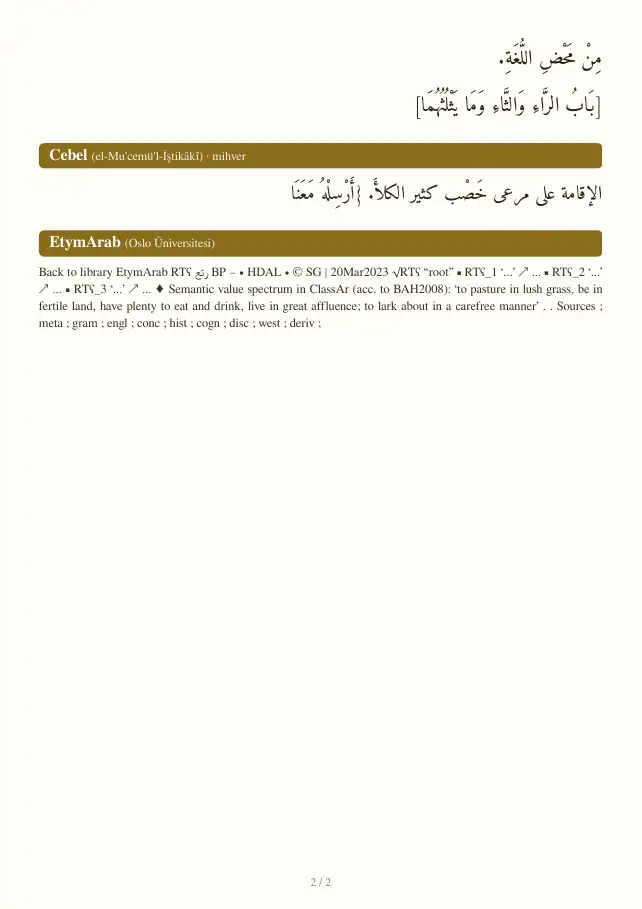 مِنْ مَحْضِ اللُّغَةِ.
[بَابُ الرَّاءِ وَالثَّاءِ وَمَا يَثْلُثُهُمَا]
Cebel (el-Mu'cemü'l-İştikâkî) · mihver
الإقامة على مرعى خَصْب كثير الكلأَ. {أَرْسِلْهُ مَعَنَا
EtymArab (Oslo Üniversitesi)
Back to library EtymArab RTʕ رتع BP – • HDAL • © SG | 20Mar2023 √RTʕ “root” ▪ RTʕ_1 ‘...’ ↗ ... ▪ RTʕ_2 ‘...’
↗ ... ▪ RTʕ_3 ‘...’ ↗ ... ♦ Semantic value spectrum in ClassAr (acc. to BAH2008): ‘to pasture in lush grass, be in
fertile land, have plenty to eat and drink, live in great affluence; to lark about in a carefree manner’ . . Sources ;
meta ; gram ; engl ; conc ; hist ; cogn ; disc ; west ; deriv ;
2 / 2